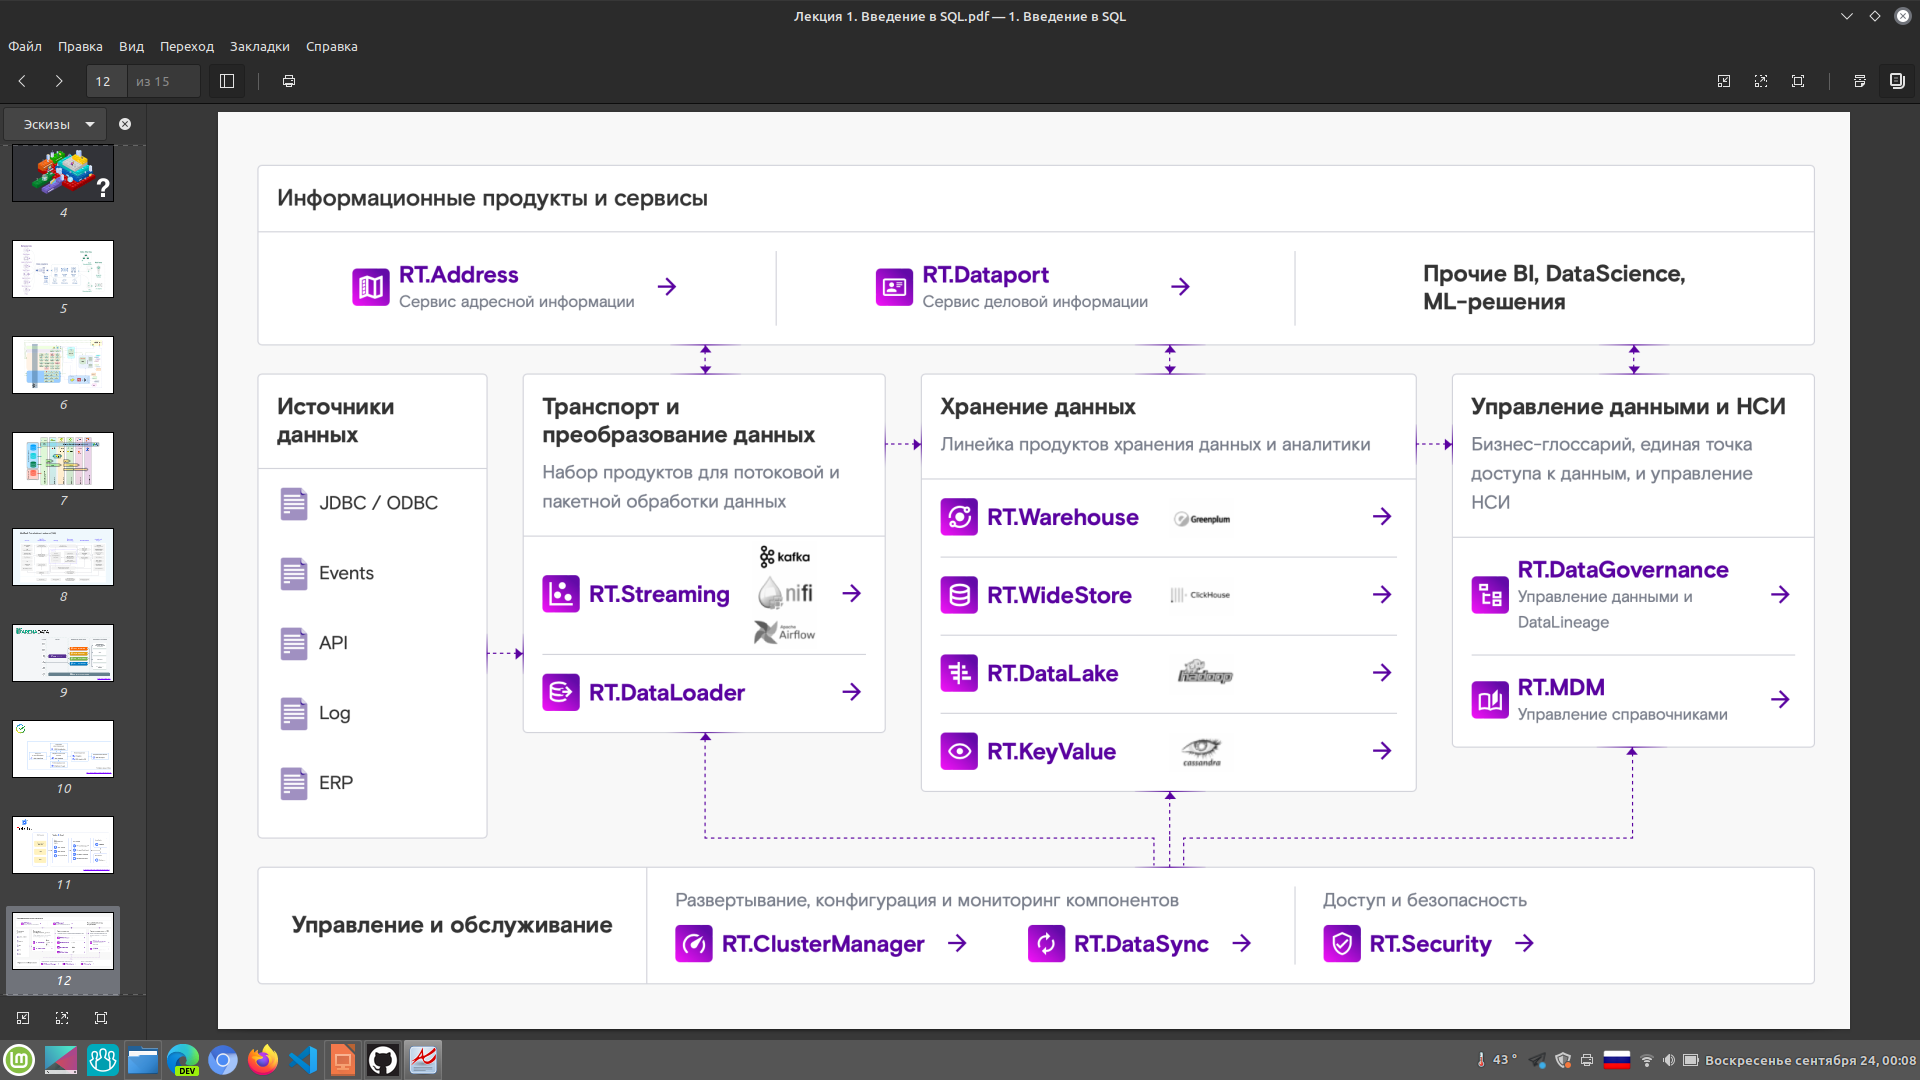 Лекция 1. Введение в SQL.pdf — 1. Введение в SQL
Файл Правка Вид Переход Закладки Справка
12 из 15
Эскизы
?
4
5
6
7
8
ARENADATA
9
10
11
12
Информационные продукты и сервисы
RT.Address
Сервис адресной информации
RT.Dataport
Сервис деловой информации
Прочие BI, DataScience,
ML-решения
Источники
данных
JDBC / ODBC
Events
API
Log
ERP
Транспорт и
преобразование данных
Набор продуктов для потоковой и
пакетной обработки данных
kafka
RT.Streaming
nifi
Apache
Airflow
RT.DataLoader
Хранение данных
Линейка продуктов хранения данных и аналитики
RT.Warehouse
Greenplum
RT.WideStore
ClickHouse
RT.DataLake
hadoop
RT.KeyValue
cassandra
Управление данными и НСИ
Бизнес-глоссарий, единая точка
доступа к данным, и управление
НСИ
RT.DataGovernance
Управление данными и
DataLineage
RT.MDM
Управление справочниками
Управление и обслуживание
Развертывание, конфигурация и мониторинг компонентов
RT.ClusterManager
RT.DataSync
Доступ и безопасность
RT.Security
DEV
43 °
Воскресенье сентября 24, 00:08